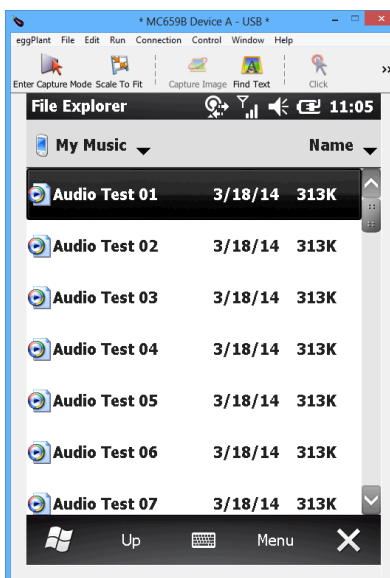 * MC659B Device A - USB *
eggPlant File Edit Run Connection Control Window Help
Enter Capture Mode Scale To Fit Capture Image Find Text Click
File Explorer 11:05
My Music Name
Audio Test 01 3/18/14 313K
Audio Test 02 3/18/14 313K
Audio Test 03 3/18/14 313K
Audio Test 04 3/18/14 313K
Audio Test 05 3/18/14 313K
Audio Test 06 3/18/14 313K
Audio Test 07 3/18/14 313K
Up Menu